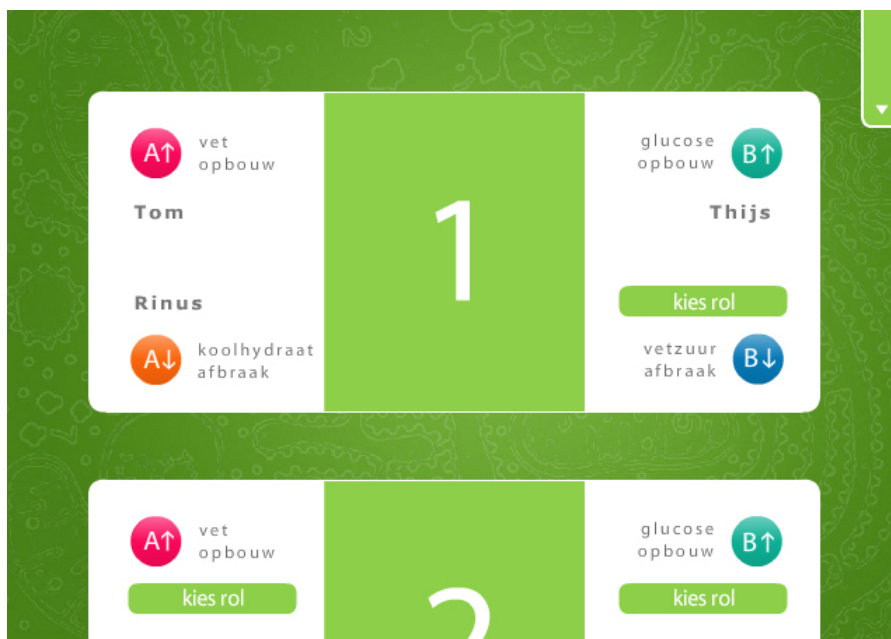 A↑ vet
opbouw
Tom
Rinus
A↓ koolhydraat
afbraak
1
glucose
opbouw B↑
Thijs
kies rol
vetzuur
afbraak B↓
A↑ vet
opbouw
kies rol
2
glucose
opbouw B↑
kies rol